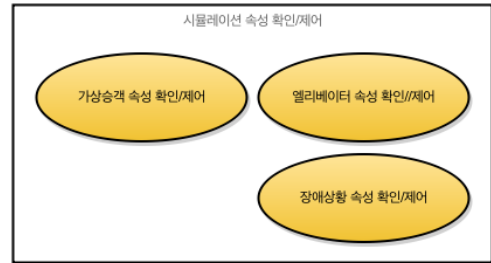 시뮬레이션 속성 확인/제어
가상승객 속성 확인/제어
엘리베이터 속성 확인//제어
장애상황 속성 확인/제어